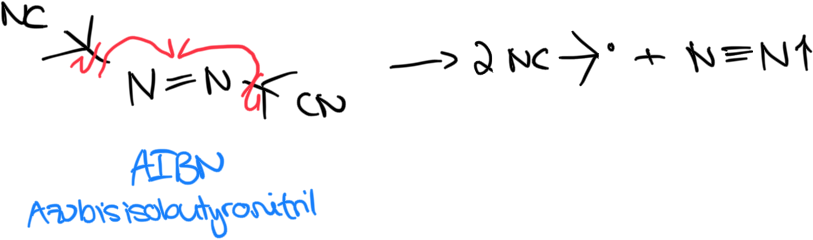 NC
N=N
CN
→ 2 NC • + N≡N↑
AIBN
Azobisisobutyronitril